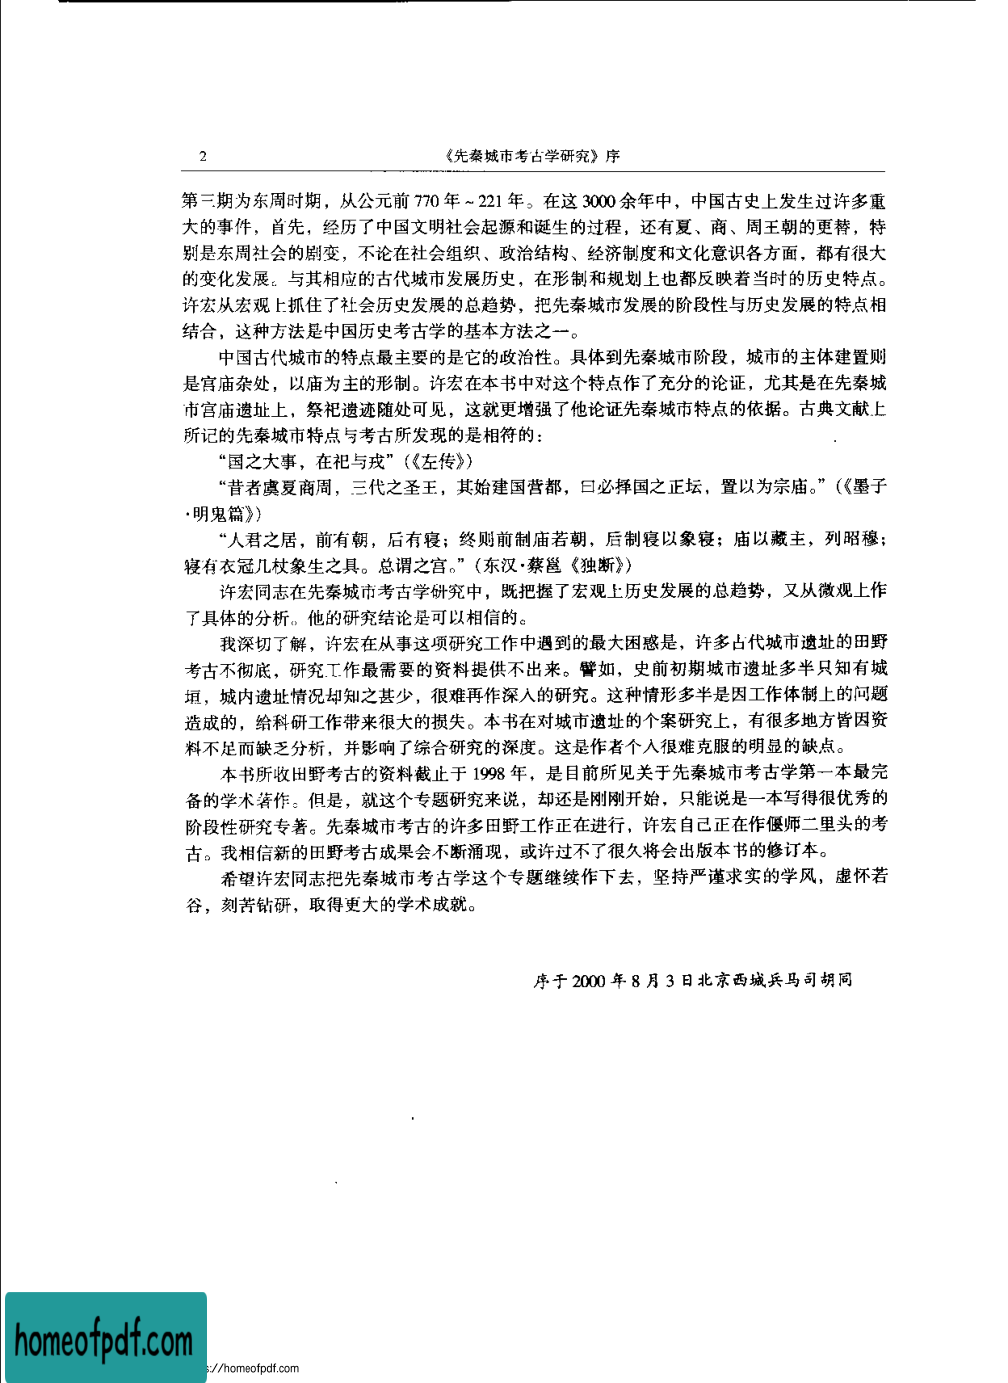 2
《先秦城市考古学研究》序
第三期为东周时期，从公元前 770 年～221 年。在这 3000 余年中，中国古史上发生过许多重
大的事件，首先，经历了中国文明社会起源和诞生的过程，还有夏、商、周王朝的更替，特
别是东周社会的剧变，不论在社会组织、政治结构、经济制度和文化意识各方面，都有很大
的变化发展。与其相应的古代城市发展历史，在形制和规划上也都反映着当时的历史特点。
许宏从宏观上抓住了社会历史发展的总趋势，把先秦城市发展的阶段性与历史发展的特点相
结合，这种方法是中国历史考古学的基本方法之一。
中国古代城市的特点最主要的是它的政治性。具体到先秦城市阶段，城市的主体建置则
是宫庙杂处，以庙为主的形制。许宏在本书中对这个特点作了充分的论证，尤其是在先秦城
市宫庙遗址上，祭祀遗迹随处可见，这就更增强了他论证先秦城市特点的依据。古典文献上
所记的先秦城市特点与考古所发现的是相符的：
“国之大事，在祀与戎”（《左传》）
“昔者虞夏商周，三代之圣王，其始建国营都，曰必择国之正坛，置以为宗庙。”（《墨子
·明鬼篇》）
“人君之居，前有朝，后有寝；终则前制庙若朝，后制寝以象寝；庙以藏主，列昭穆；
寝有衣冠几杖象生之具。总谓之宫。”（东汉·蔡邕《独断》）
许宏同志在先秦城市考古学研究中，既把握了宏观上历史发展的总趋势，又从微观上作
了具体的分析。他的研究结论是可以相信的。
我深切了解，许宏在从事这项研究工作中遇到的最大困惑是，许多古代城市遗址的田野
考古不彻底，研究工作最需要的资料提供不出来。譬如，史前初期城市遗址多半只知有城
垣，城内遗址情况却知之甚少，很难再作深入的研究。这种情形多半是因工作体制上的问题
造成的，给科研工作带来很大的损失。本书在对城市遗址的个案研究上，有很多地方皆因资
料不足而缺乏分析，并影响了综合研究的深度。这是作者个人很难克服的明显的缺点。
本书所收田野考古的资料截止于 1998 年，是目前所见关于先秦城市考古学第一本最完
备的学术著作。但是，就这个专题研究来说，却还是刚刚开始，只能说是一本写得很优秀的
阶段性研究专著。先秦城市考古的许多田野工作正在进行，许宏自己正在作偃师二里头的考
古。我相信新的田野考古成果会不断涌现，或许过不了很久将会出版本书的修订本。
希望许宏同志把先秦城市考古学这个专题继续作下去，坚持严谨求实的学风，虚怀若
谷，刻苦钻研，取得更大的学术成就。
序于 2000 年 8 月 3 日北京西城兵马司胡同
homeofpdf.com
s://homeofpdf.com